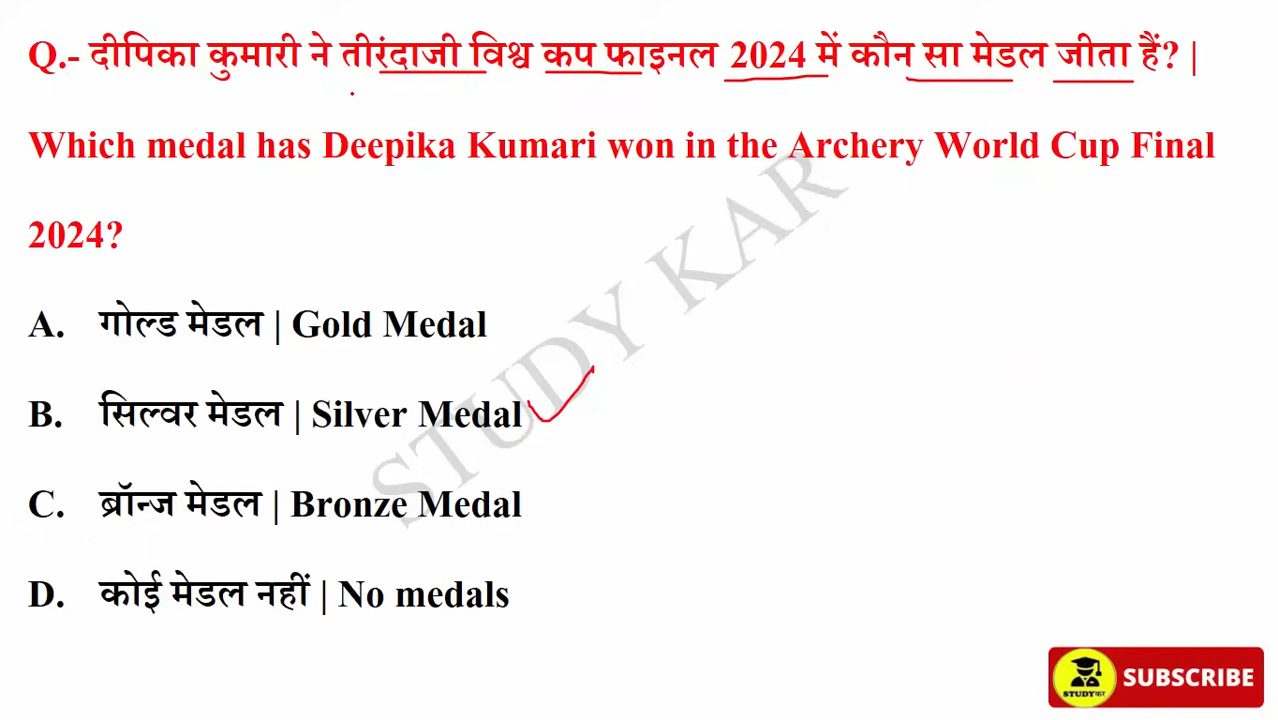 Q.- दीपिका कुमारी ने तीरंदाजी विश्व कप फाइनल 2024 में कौन सा मेडल जीता हैं? |
Which medal has Deepika Kumari won in the Archery World Cup Final
2024?
A. गोल्ड मेडल | Gold Medal
B. सिल्वर मेडल | Silver Medal
C. ब्रॉन्ज मेडल | Bronze Medal
D. कोई मेडल नहीं | No medals
STUDY KAR
STUDYकर
SUBSCRIBE